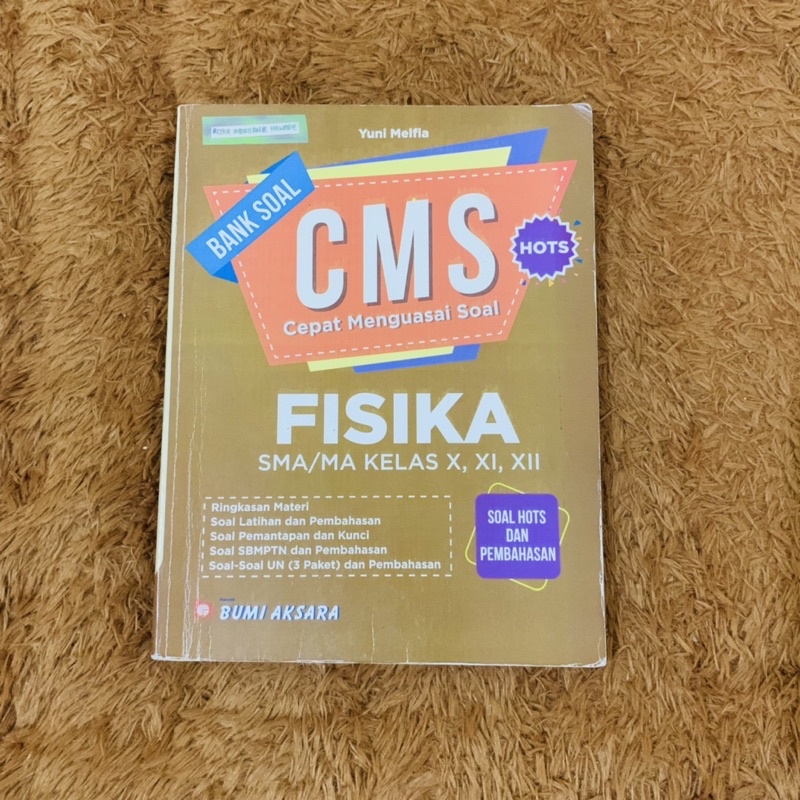 Yuni Melfia
BANK SOAL
CMS
HOTS
Cepat Menguasai Soal
FISIKA
SMA/MA KELAS X, XI, XII
Ringkasan Materi
Soal Latihan dan Pembahasan
Soal Pemantapan dan Kunci
Soal SBMPTN dan Pembahasan
Soal-Soal UN (3 Paket) dan Pembahasan
SOAL HOTS
DAN
PEMBAHASAN
BUMI AKSARA